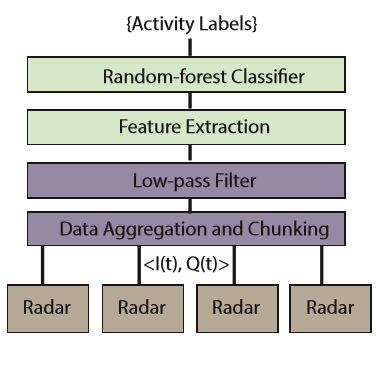 {Activity Labels}
Random-forest Classifier
Feature Extraction
Low-pass Filter
Data Aggregation and Chunking
<I(t), Q(t)>
Radar Radar Radar Radar